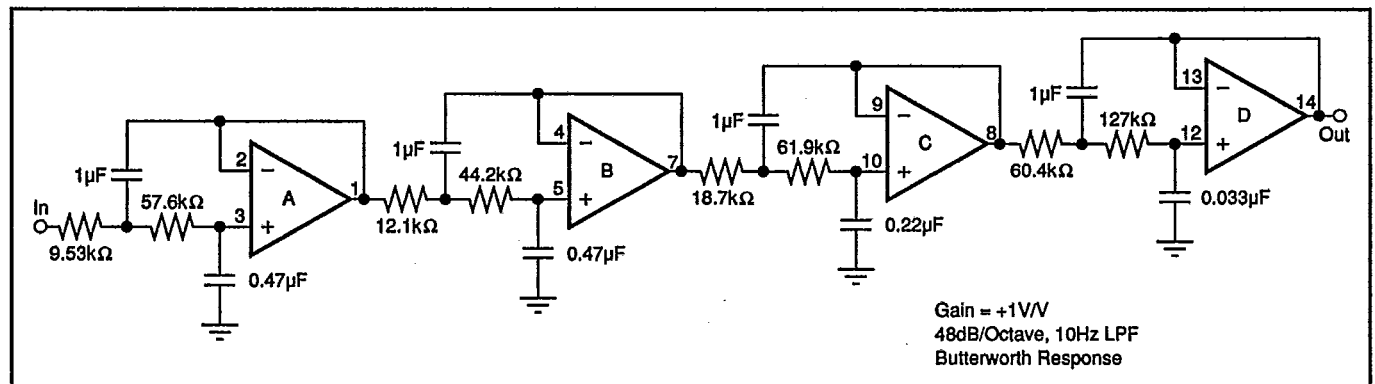 In
9.53kΩ
1µF
57.6kΩ
2
3
A
1
0.47µF
12.1kΩ
1µF
44.2kΩ
4
5
B
7
0.47µF
18.7kΩ
1µF
61.9kΩ
9
10
C
8
0.22µF
60.4kΩ
1µF
127kΩ
13
12
D
14
Out
0.033µF
Gain = +1V/V
48dB/Octave, 10Hz LPF
Butterworth Response